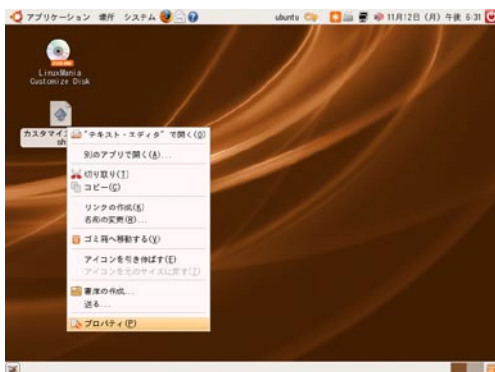 アプリケーション 場所 システム
ubuntu
11月12日 (月) 午後 6:31
LinuxMania
Customize Disk
カスタマイ
sh
"テキスト・エディタ" で開く(O)
別のアプリで開く(A)...
切り取り(T)
コピー(C)
リンクの作成(K)
名前の変更(R)...
ゴミ箱へ移動する(V)
アイコンを引き伸ばす(E)
アイコンを元のサイズに戻す(Z)
書庫の作成...
送る...
プロパティ(P)